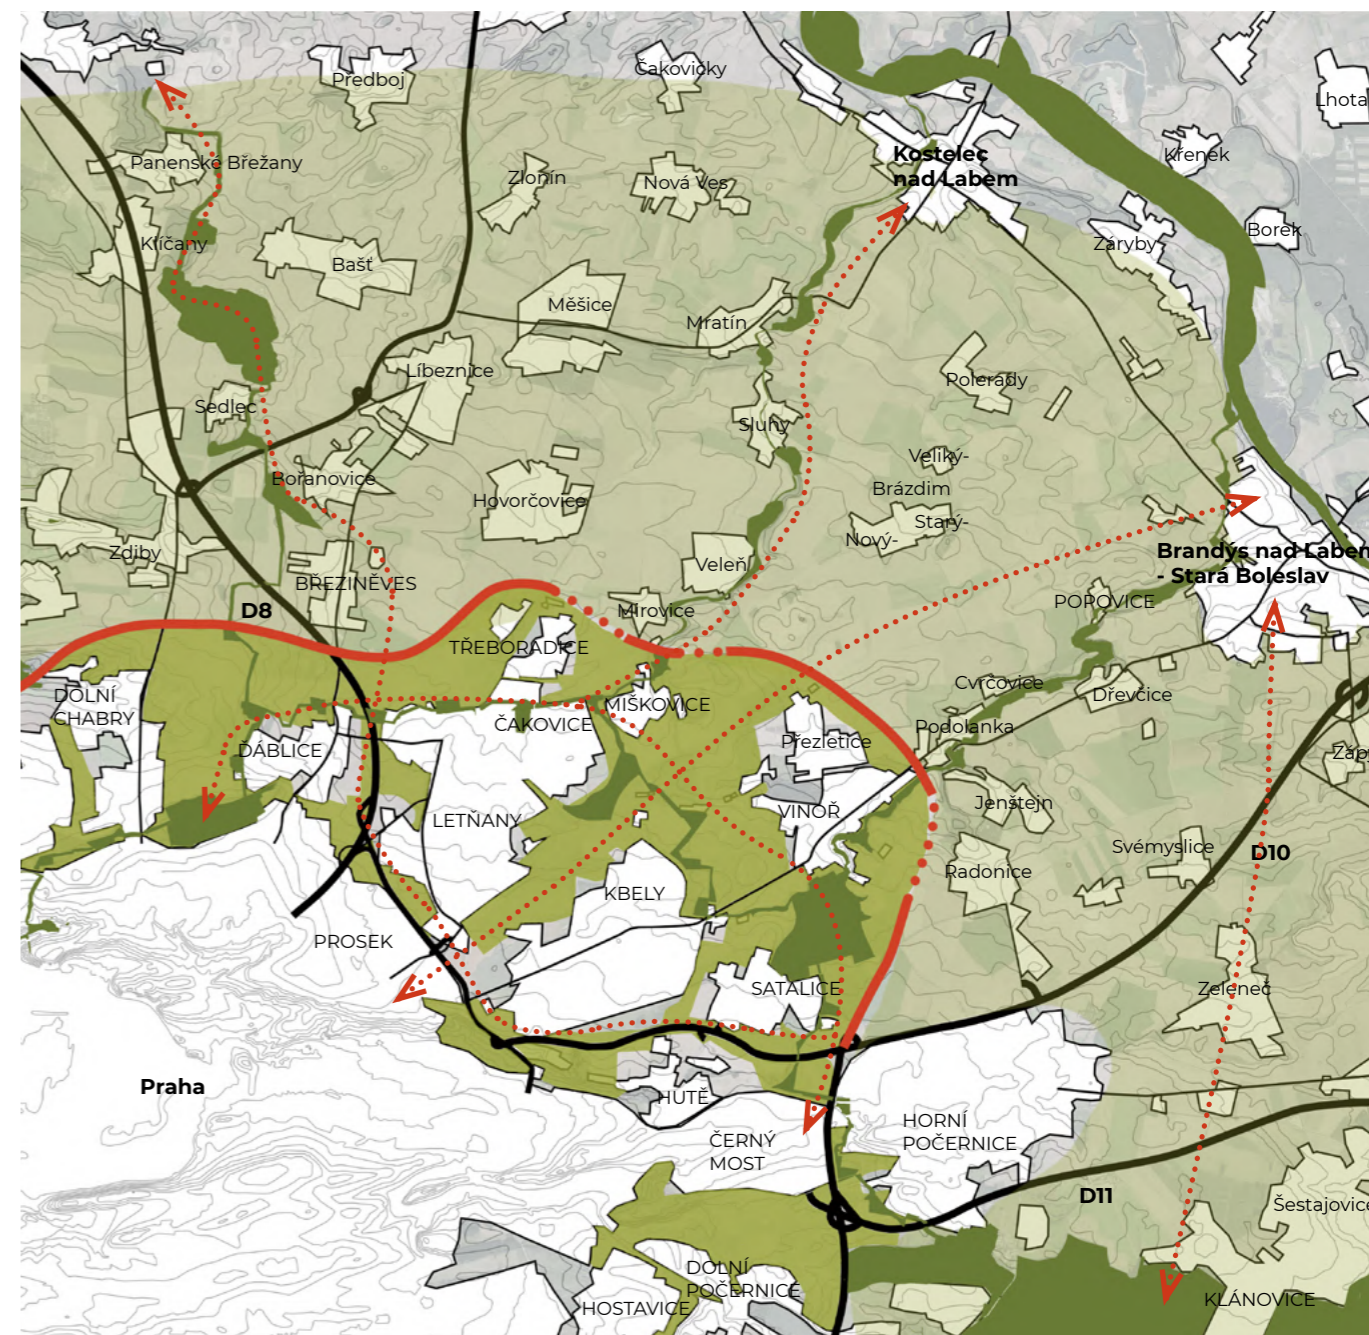 Předboj
Čakovičky
Lhota
Panenské Břežany
Kostelec
nad Labem
Křenek
Zlonín
Nová Ves
Klíčany
Bašť
Záryby
Borek
Měšice
Mratín
Líbeznice
Polerady
Sedlec
Sluhy
Veliký-
Brázdim
Bořanovice
Hovorčovice
Starý-
Nový-
Zdiby
Veleň
Brandýs nad Labem
- Stará Boleslav
BŘEZINĚVES
POPOVICE
D8
Mírovice
TŘEBORADICE
DOLNÍ
CHABRY
Cvrčovice
Dřevčice
MIŠKOVICE
ČAKOVICE
Podolanka
ĎÁBLICE
Přezletice
Záp
Jenštejn
VINOŘ
LETŇANY
Svémyslice
D10
Radonice
KBELY
PROSEK
SATALICE
Zeleneč
Praha
HUTĚ
HORNÍ
POČERNICE
ČERNÝ
MOST
D11
Šestajovice
DOLNÍ
POČERNICE
HOSTAVICE
KLÁNOVICE